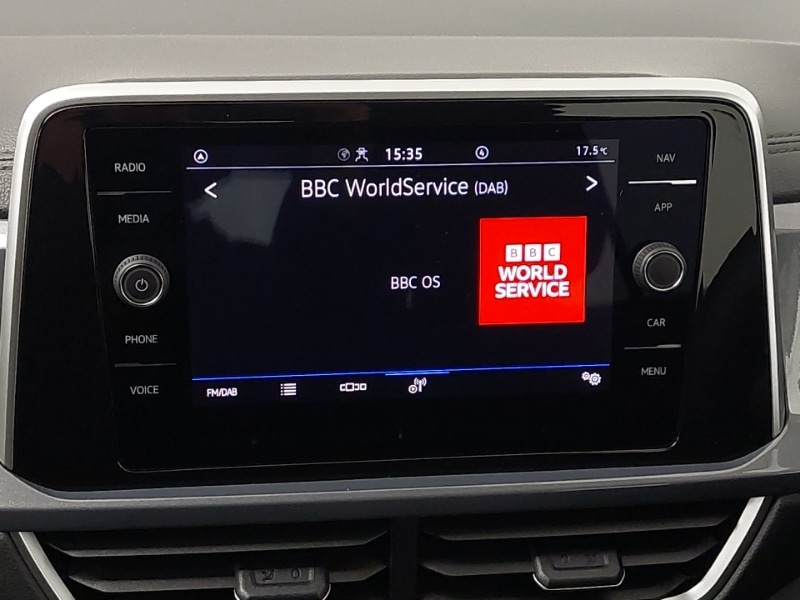 RADIO
MEDIA
PHONE
VOICE
15:35
4
17.5°C
BBC WorldService (DAB)
BBC OS
BBC
WORLD
SERVICE
FM/DAB
NAV
APP
CAR
MENU